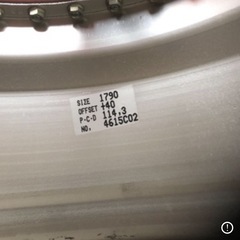 SIZE 1790
OFFSET +40
P-C-D 114.3
NO. 4615C02